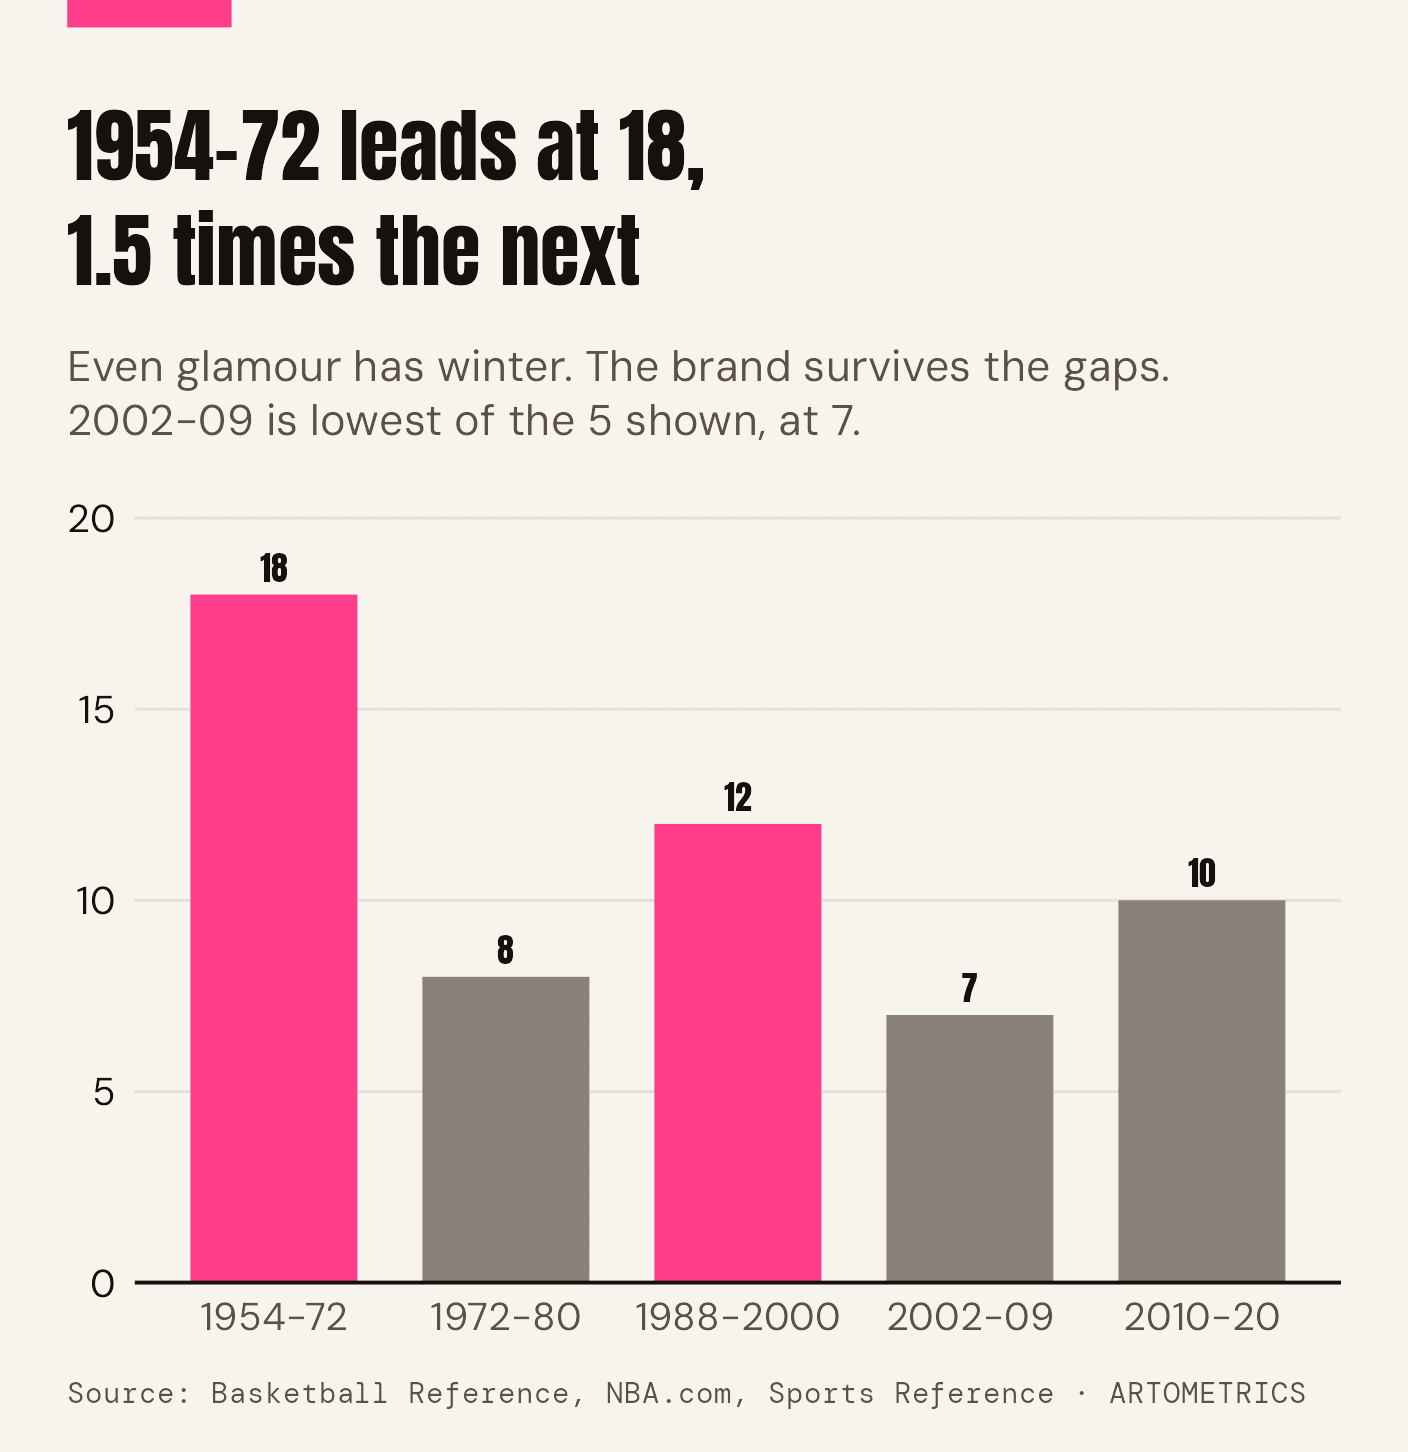 1954–72 leads at 18,
1.5 times the next
Even glamour has winter. The brand survives the gaps.
2002–09 is lowest of the 5 shown, at 7.
20
18
15
12
10
10
8
7
5
0
1954–72 1972–80 1988–2000 2002–09 2010–20
Source: Basketball Reference, NBA.com, Sports Reference · ARTOMETRICS